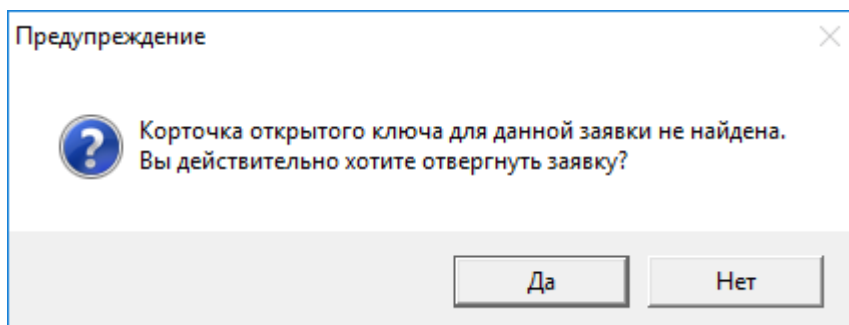 Предупреждение
Корточка открытого ключа для данной заявки не найдена.
Вы действительно хотите отвергнуть заявку?
Да
Нет